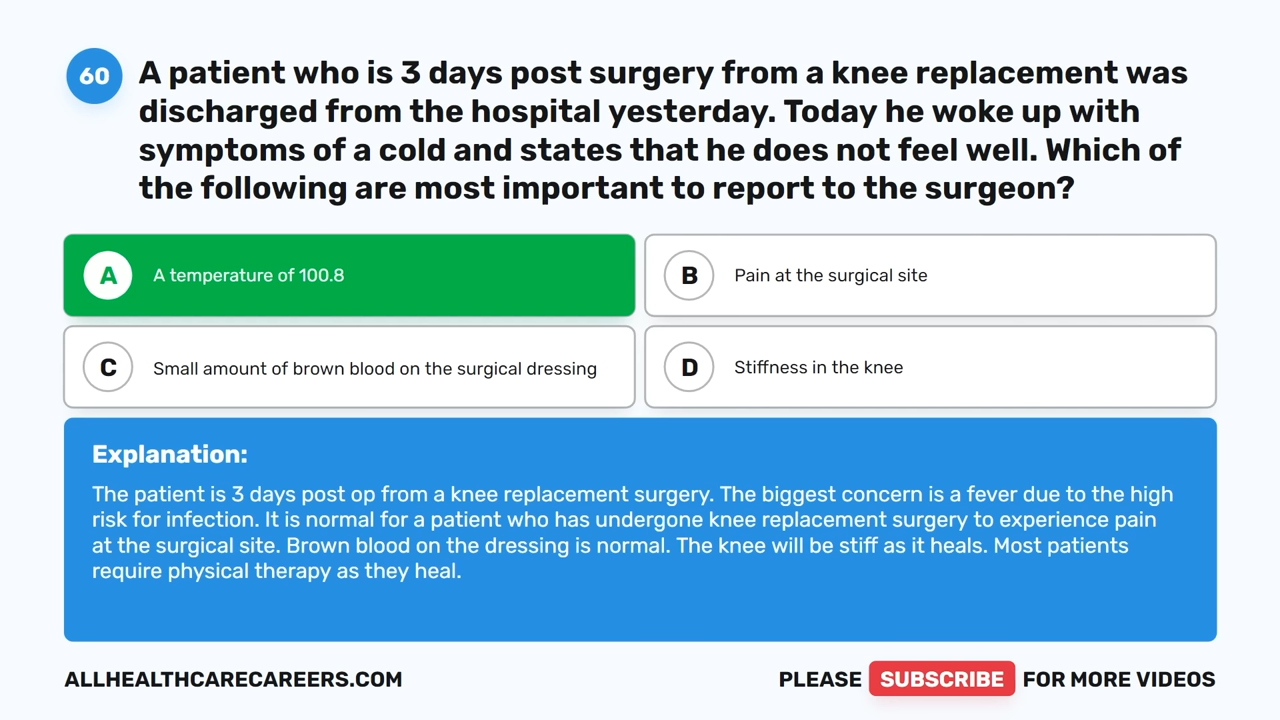 60
A patient who is 3 days post surgery from a knee replacement was
discharged from the hospital yesterday. Today he woke up with
symptoms of a cold and states that he does not feel well. Which of
the following are most important to report to the surgeon?
A A temperature of 100.8
B Pain at the surgical site
C Small amount of brown blood on the surgical dressing
D Stiffness in the knee
Explanation:
The patient is 3 days post op from a knee replacement surgery. The biggest concern is a fever due to the high
risk for infection. It is normal for a patient who has undergone knee replacement surgery to experience pain
at the surgical site. Brown blood on the dressing is normal. The knee will be stiff as it heals. Most patients
require physical therapy as they heal.
ALLHEALTHCARECAREERS.COM
PLEASE SUBSCRIBE FOR MORE VIDEOS